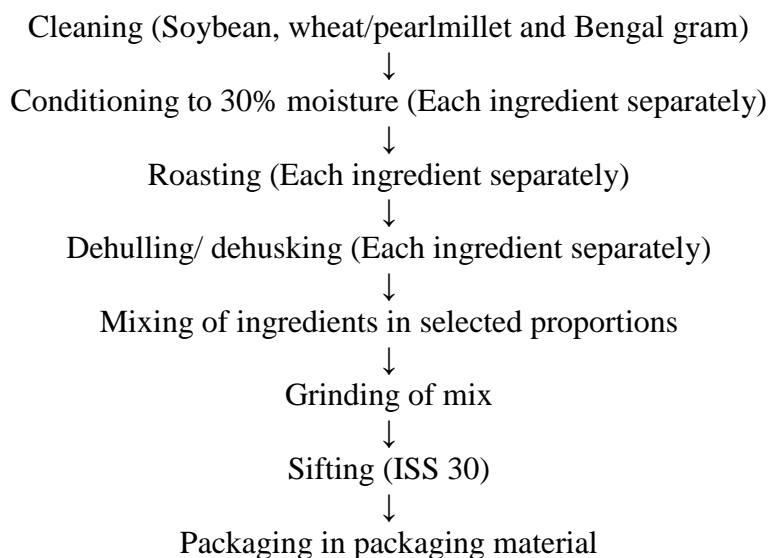 Cleaning (Soybean, wheat/pearlmillet and Bengal gram)
↓
Conditioning to 30% moisture (Each ingredient separately)
↓
Roasting (Each ingredient separately)
↓
Dehulling/ dehusking (Each ingredient separately)
↓
Mixing of ingredients in selected proportions
↓
Grinding of mix
↓
Sifting (ISS 30)
↓
Packaging in packaging material